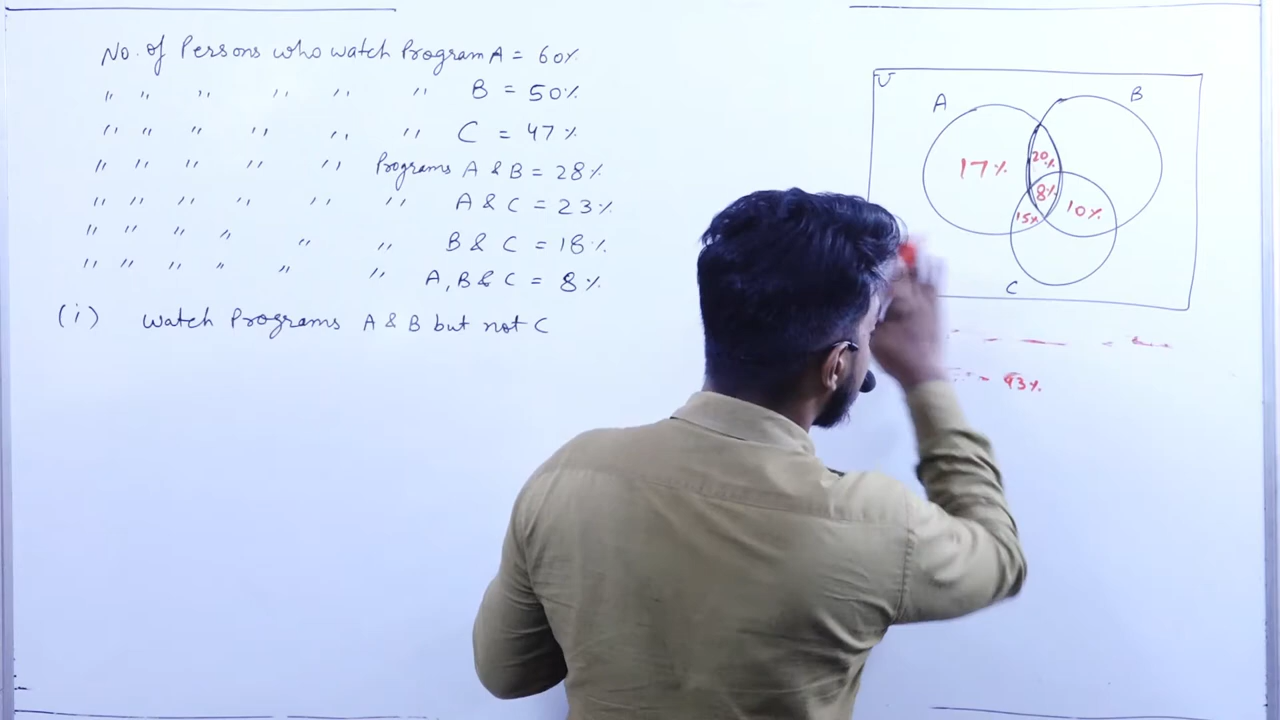 No. of Persons who watch Program A = 60%
" " " " " " B = 50%
" " " " " " C = 47%
" " " " " Programs A & B = 28%
" " " " " " A & C = 23%
" " " " " " B & C = 18%
" " " " " " A, B & C = 8%
(i) Watch Programs A & B but not C
U
A
B
17%
20%
8%
15%
10%
C
93%